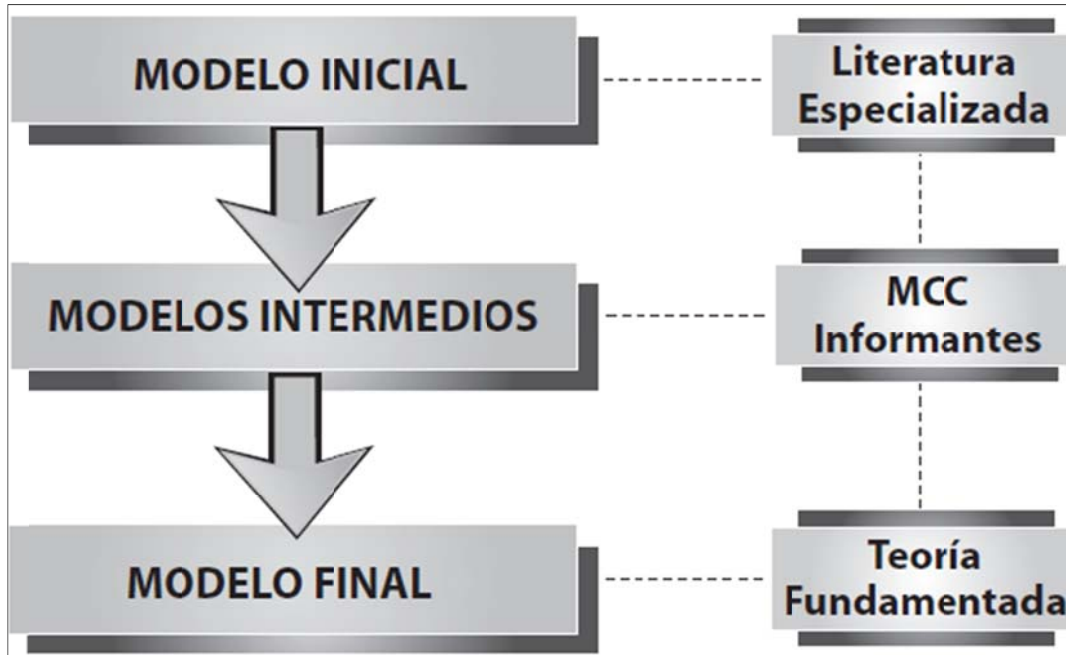 MODELO INICIAL
Literatura
Especializada
MODELOS INTERMEDIOS
MCC
Informantes
MODELO FINAL
Teoría
Fundamentada